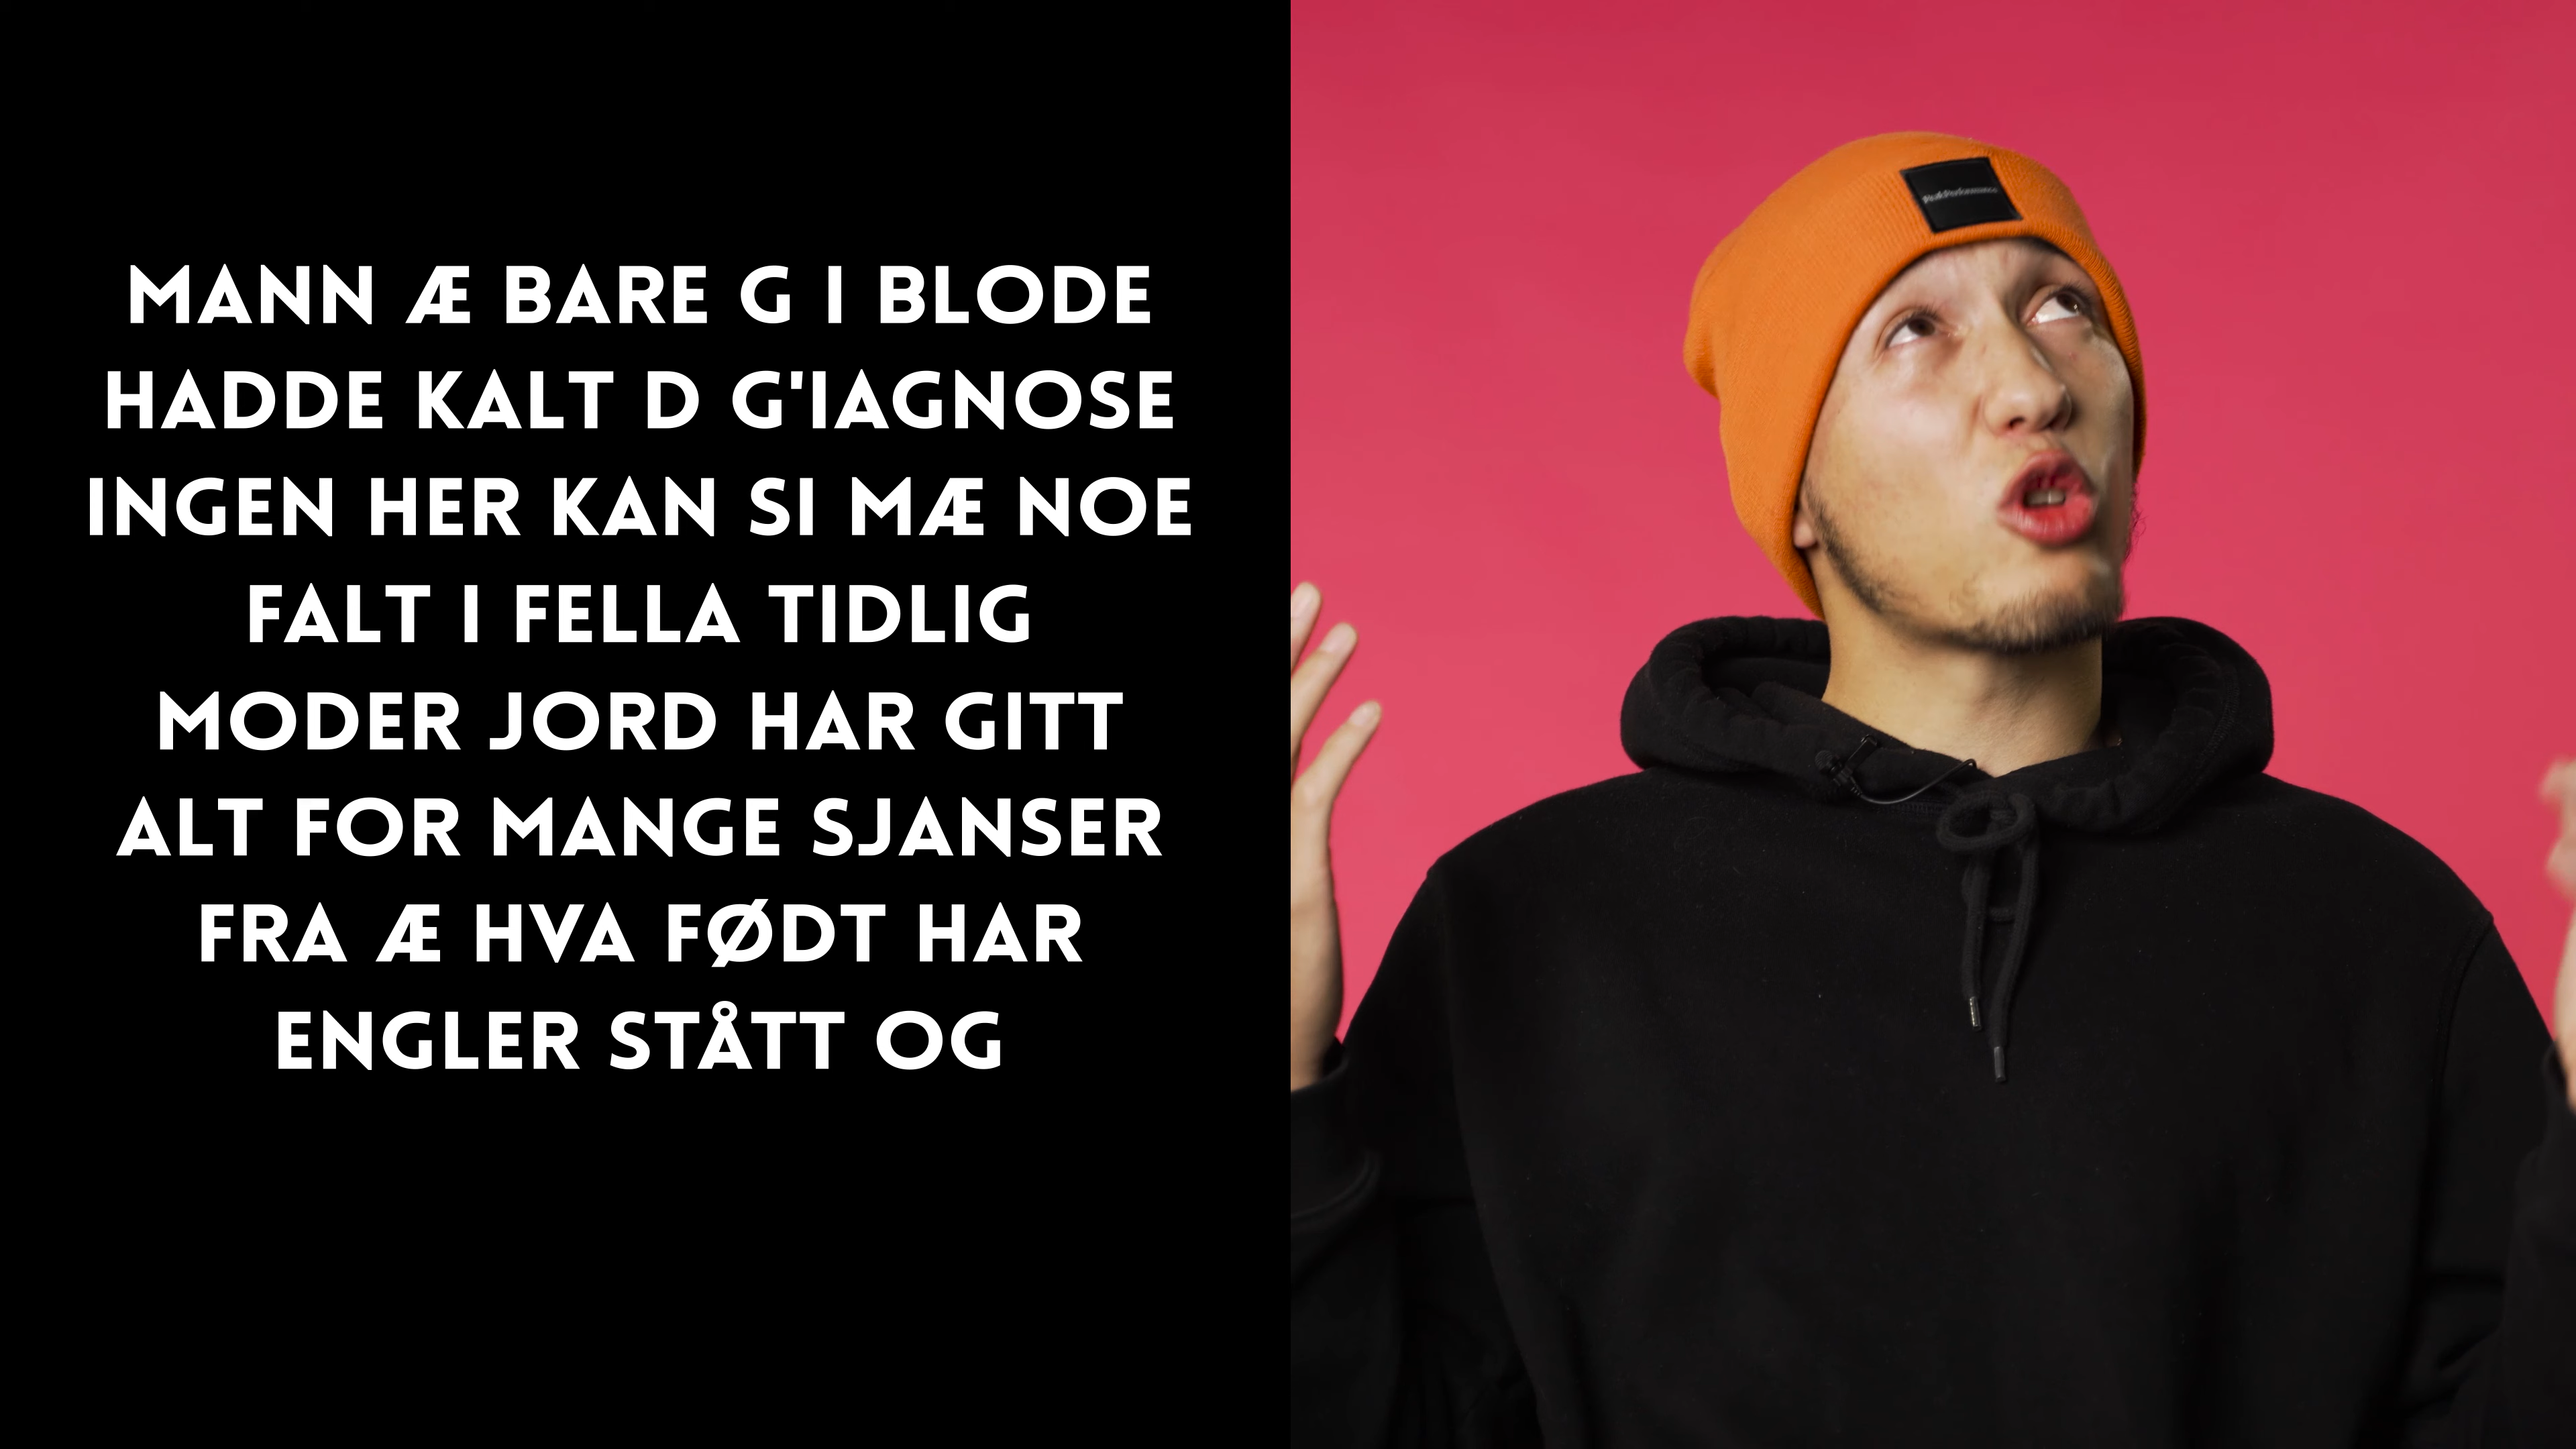 MANN Æ BARE G I BLODE
HADDE KALT D G'IAGNOSE
INGEN HER KAN SI MÆ NOE
FALT I FELLA TIDLIG
MODER JORD HAR GITT
ALT FOR MANGE SJANSER
FRA Æ HVA FØDT HAR
ENGLER STÅTT OG